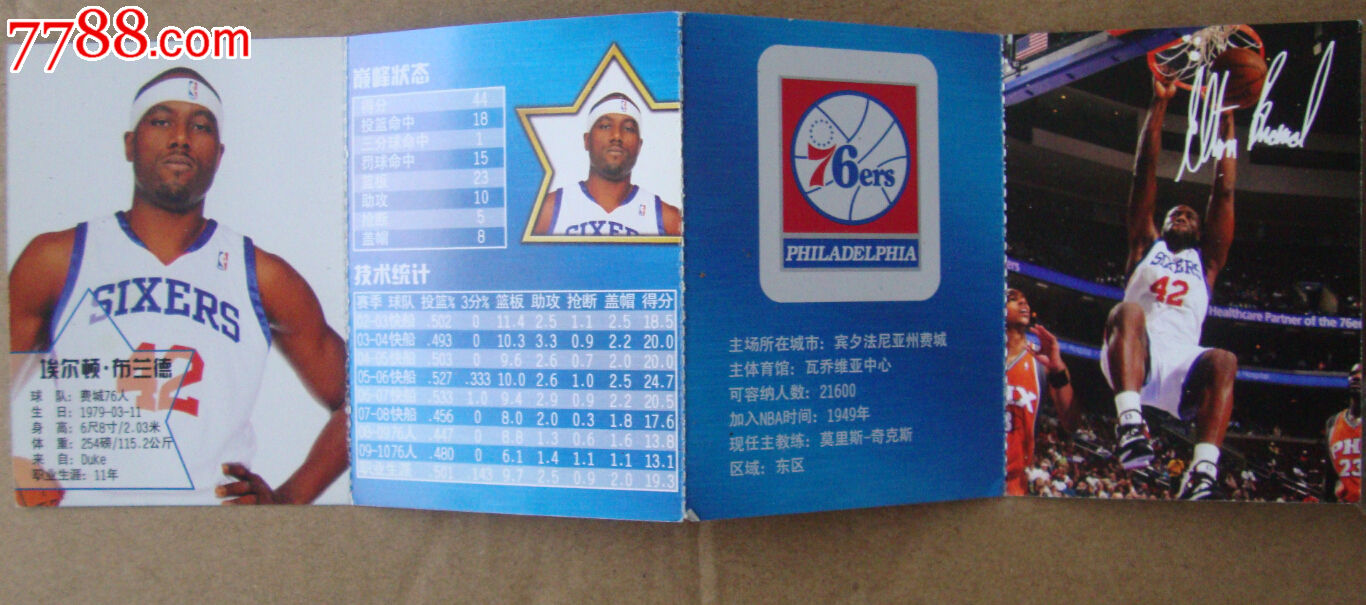 7788.com
SIXERS
42
埃尔顿·布兰德
球 队: 费城76人
生 日: 1979-03-11
身 高: 6尺8寸/2.03米
体 重: 254磅/115.2公斤
来 自: Duke
职业生涯: 11年
巅峰状态
得分 44
投篮命中 18
三分球命中 1
罚球命中 15
篮板 23
助攻 10
抢断 5
盖帽 8
SIXERS
技术统计
赛季 球队 投篮% 3分% 篮板 助攻 抢断 盖帽 得分
02-03快船 .502 0 11.4 2.5 1.1 2.5 18.5
03-04快船 .493 0 10.3 3.3 0.9 2.2 20.0
04-05快船 .503 0 9.6 2.6 0.7 2.0 20.0
05-06快船 .527 .333 10.0 2.6 1.0 2.5 24.7
06-07快船 .533 1.0 9.4 2.9 0.9 2.2 20.5
07-08快船 .456 0 8.0 2.0 0.3 1.8 17.6
08-0976人 .447 0 8.8 1.3 0.6 1.6 13.8
09-1076人 .480 0 6.1 1.4 1.1 1.1 13.1
职业生涯 .501 .143 9.7 2.5 0.9 2.0 19.3
76ers
PHILADELPHIA
主场所在城市: 宾夕法尼亚州费城
主体育馆: 瓦乔维亚中心
可容纳人数: 21600
加入NBA时间: 1949年
现任主教练: 莫里斯-奇克斯
区域: 东区
Elton Brand
SIXERS
42
Healthcare Partner of the 76e
PH
23